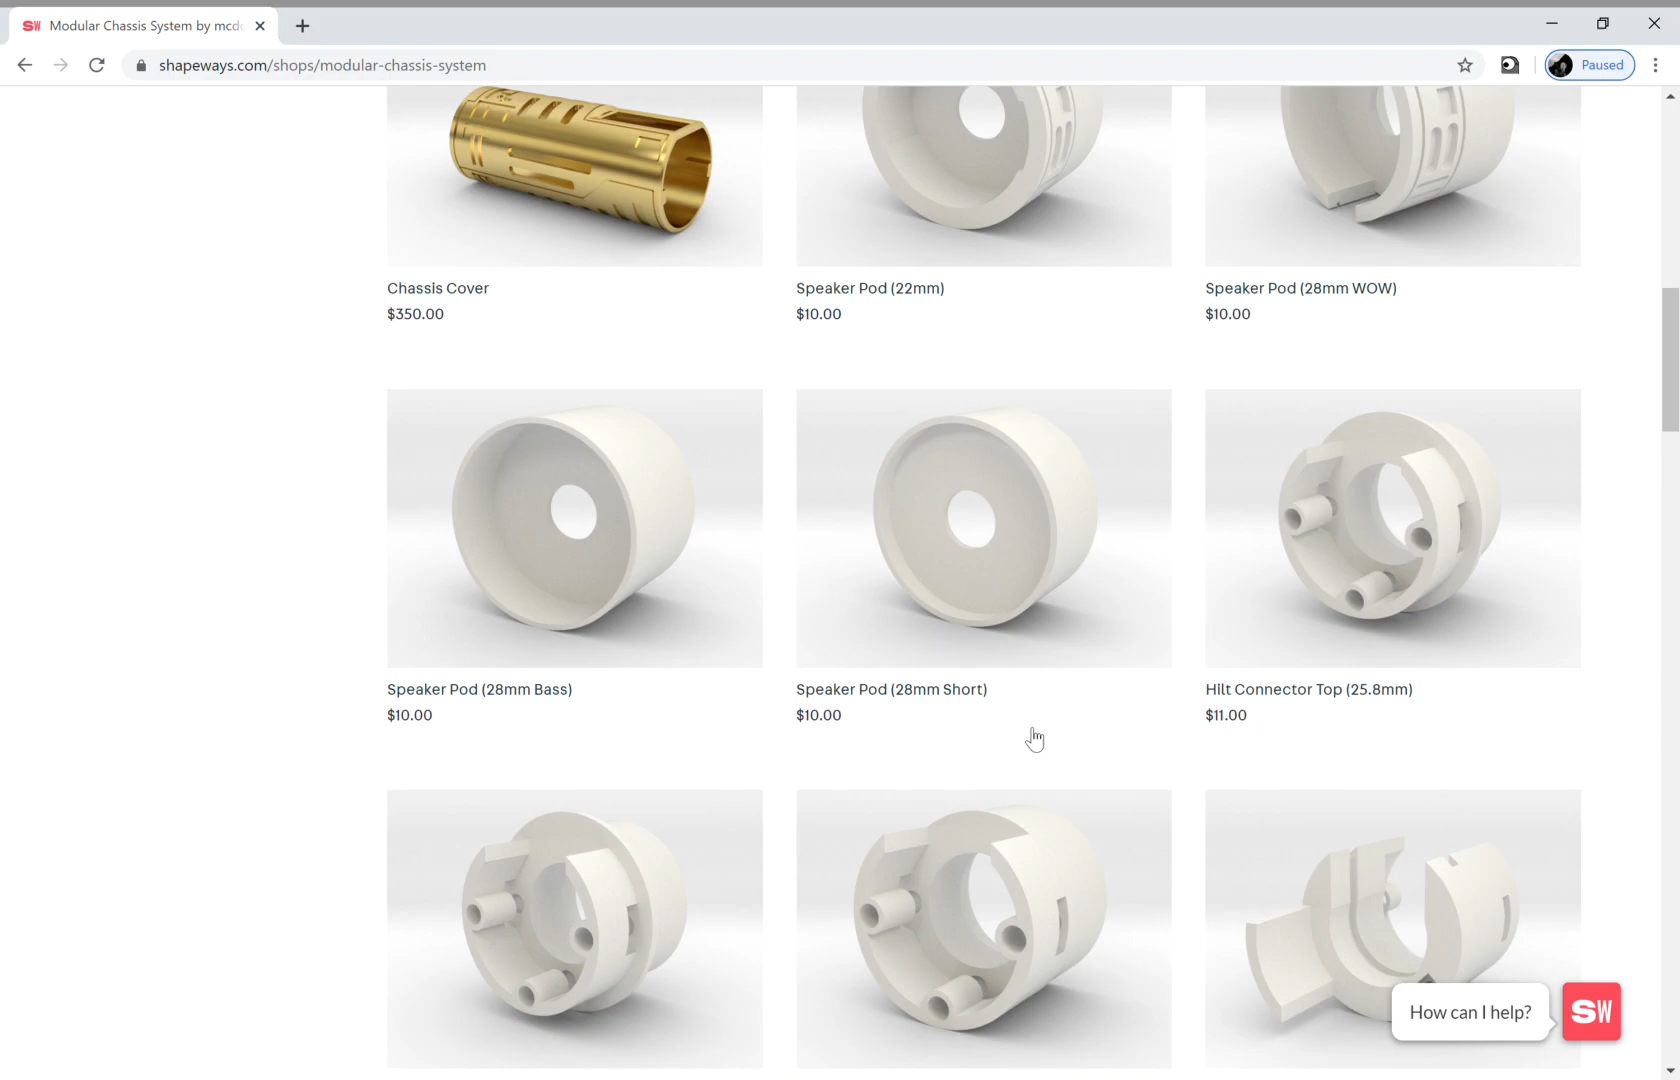 SW Modular Chassis System by mcdo
shapeways.com/shops/modular-chassis-system
Paused
Chassis Cover
$350.00
Speaker Pod (22mm)
$10.00
Speaker Pod (28mm WOW)
$10.00
Speaker Pod (28mm Bass)
$10.00
Speaker Pod (28mm Short)
$10.00
Hilt Connector Top (25.8mm)
$11.00
How can I help?
SW